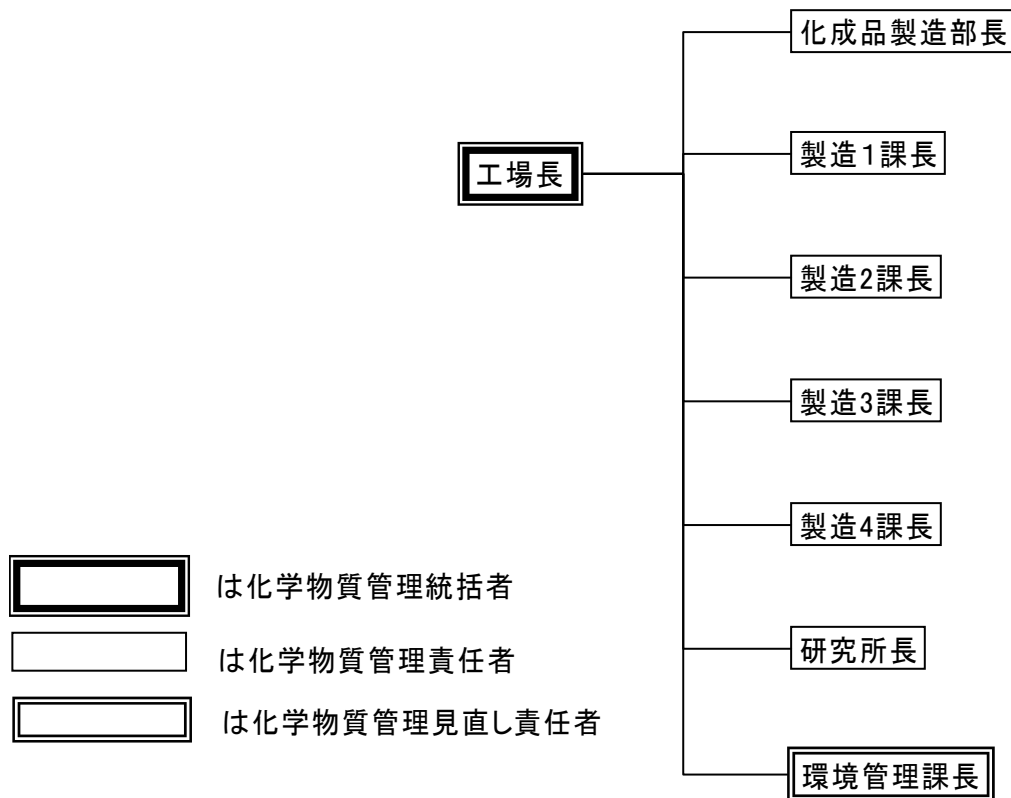 化成品製造部長
製造1課長
工場長
製造2課長
製造3課長
製造4課長
は化学物質管理統括者
研究所長
は化学物質管理責任者
は化学物質管理見直し責任者
環境管理課長